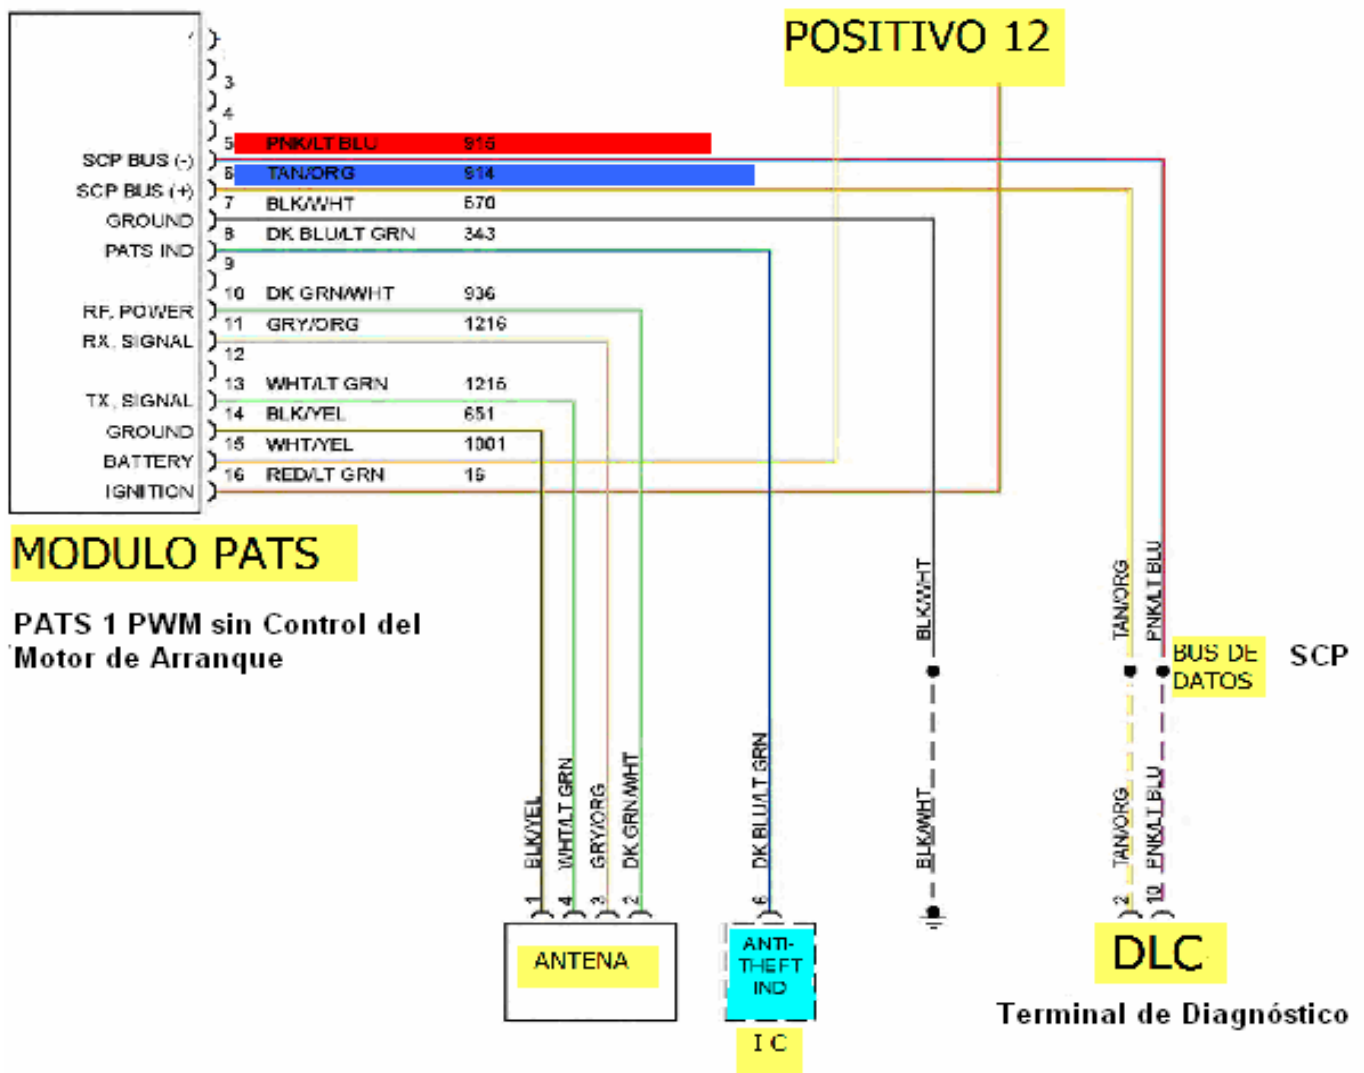 POSITIVO 12
3
4
5 PNK/LT BLU 915
SCP BUS (-)
6 TAN/ORG 914
SCP BUS (+)
7 BLK/WHT 570
GROUND
8 DK BLU/LT GRN 343
PATS IND
9
10 DK GRN/WHT 936
RF, POWER
11 GRY/ORG 1216
RX, SIGNAL
12
13 WHT/LT GRN 1215
TX, SIGNAL
14 BLK/YEL 651
GROUND
15 WHT/YEL 1001
BATTERY
16 RED/LT GRN 16
IGNITION
MODULO PATS
PATS 1 PWM sin Control del
Motor de Arranque
BLK/WHT
TAN/ORG
PNK/LT BLU
BUS DE
DATOS
SCP
BLK/YEL
WHT/LT GRN
GRY/ORG
DK GRN/WHT
DK BLU/LT GRN
BLK/WHT
TAN/ORG
PNK/LT BLU
1 4 3 2 6 2 10
ANTENA
ANTI-
THEFT
IND
I C
DLC
Terminal de Diagnóstico